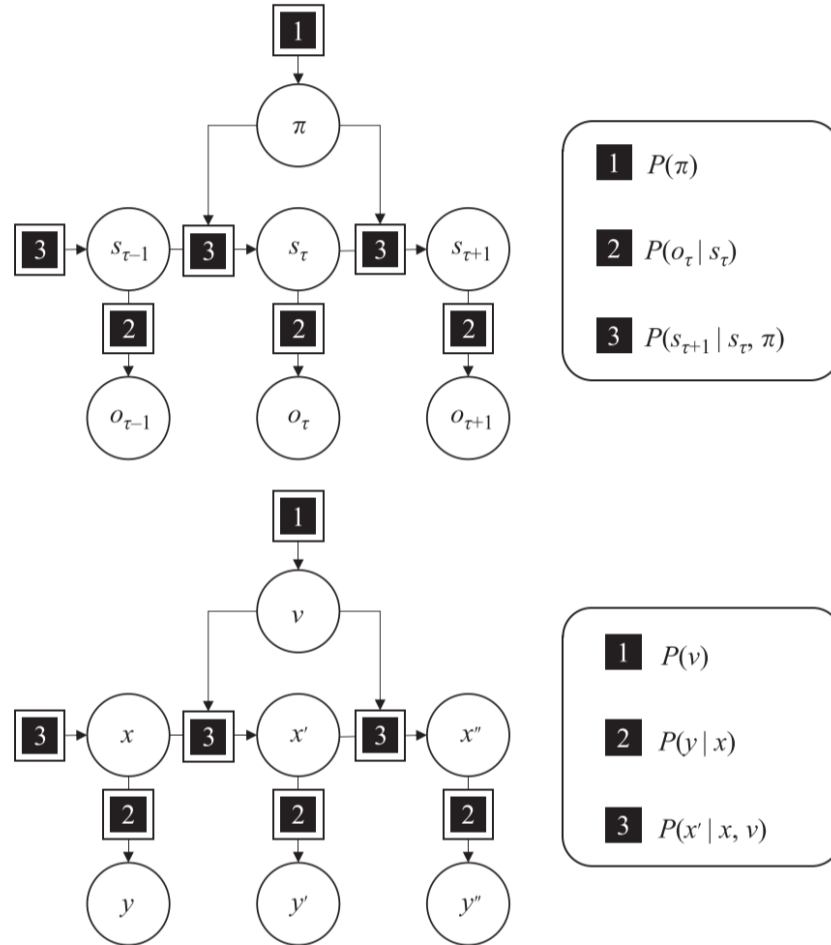 1
π
1 P(π)
3 s_{τ−1} 3 s_τ 3 s_{τ+1}
2 P(o_τ | s_τ)
2 2 2
3 P(s_{τ+1} | s_τ, π)
o_{τ−1} o_τ o_{τ+1}
1
v
1 P(v)
3 x 3 x′ 3 x″
2 P(y | x)
2 2 2
3 P(x′ | x, v)
y y′ y″